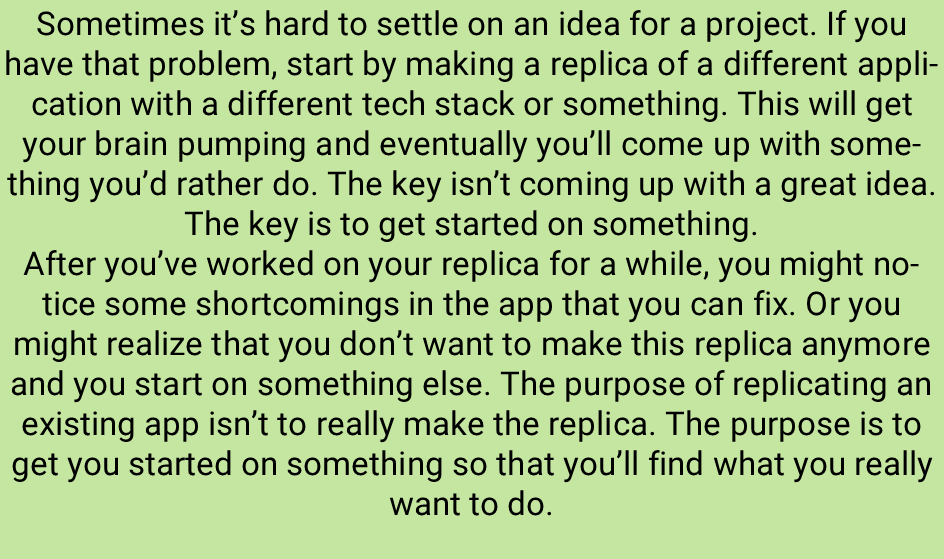 Sometimes it’s hard to settle on an idea for a project. If you
have that problem, start by making a replica of a different appli-
cation with a different tech stack or something. This will get
your brain pumping and eventually you’ll come up with some-
thing you’d rather do. The key isn’t coming up with a great idea.
The key is to get started on something.
After you’ve worked on your replica for a while, you might no-
tice some shortcomings in the app that you can fix. Or you
might realize that you don’t want to make this replica anymore
and you start on something else. The purpose of replicating an
existing app isn’t to really make the replica. The purpose is to
get you started on something so that you’ll find what you really
want to do.